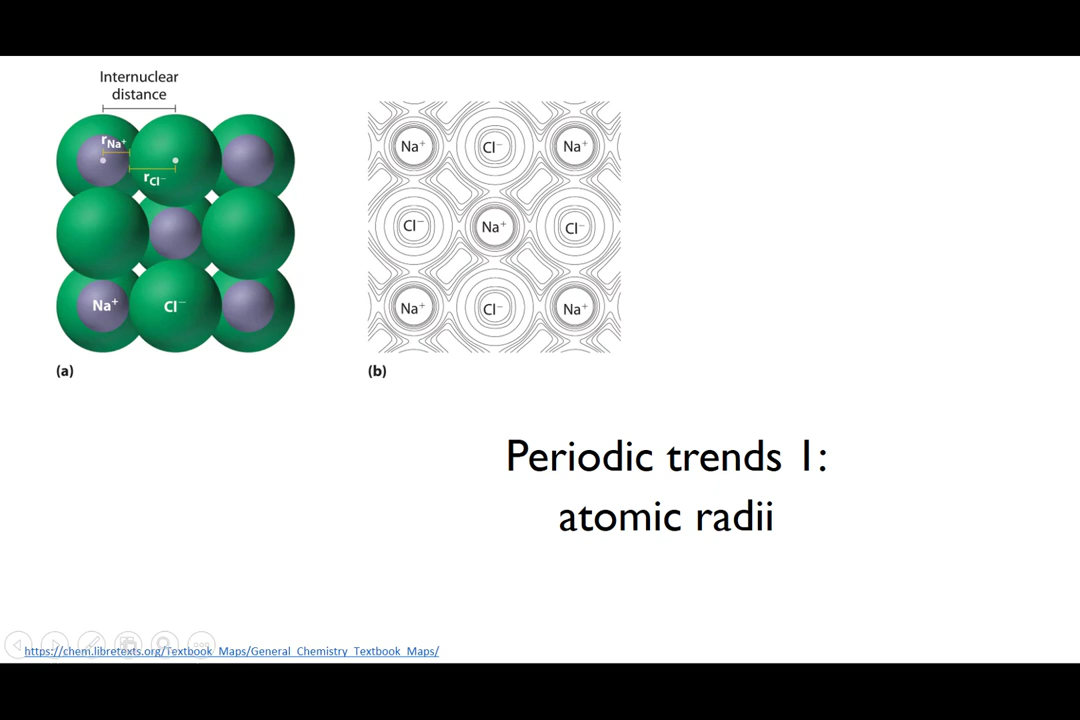 Internuclear
distance
rNa⁺
rCl⁻
Na⁺ Cl⁻
(a)
Na⁺ Cl⁻ Na⁺
Cl⁻ Na⁺ Cl⁻
Na⁺ Cl⁻ Na⁺
(b)
Periodic trends 1:
atomic radii
https://chem.libretexts.org/Textbook_Maps/General_Chemistry_Textbook_Maps/